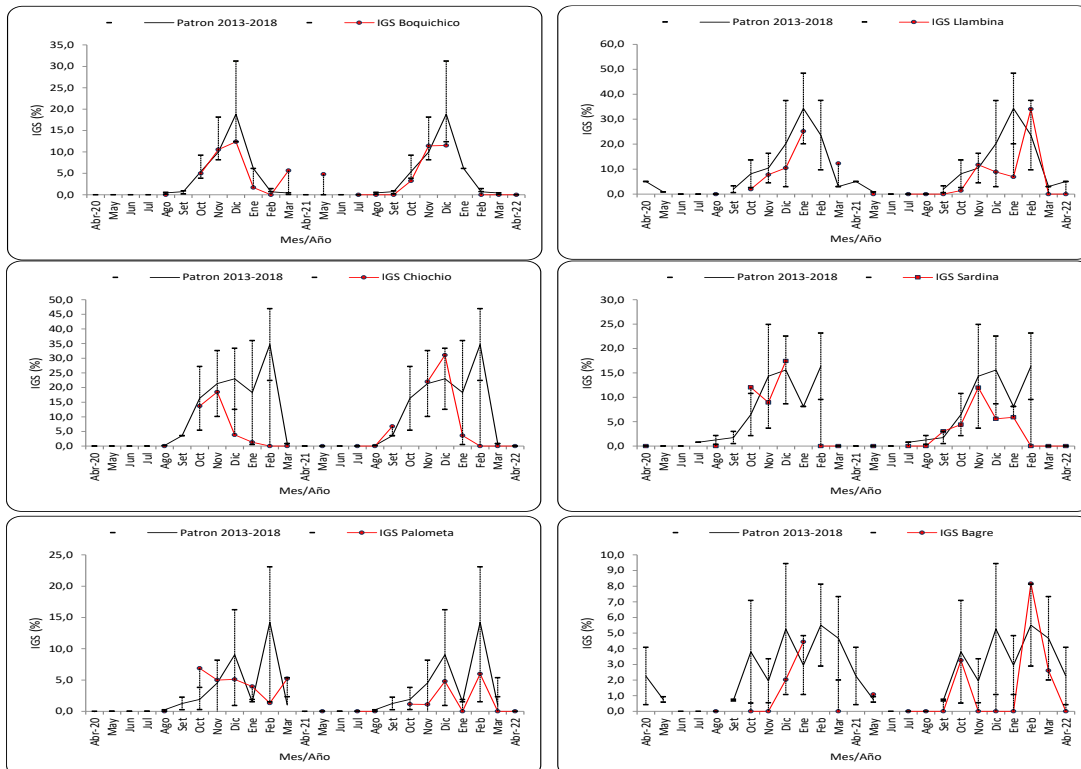 Patron 2013-2018 IGS Boquichico
35,0
30,0
25,0
20,0
15,0
10,0
5,0
0,0
IGS (%)
Abr-20 May Jun Jul Ago Set Oct Nov Dic Ene Feb Mar Abr-21 May Jun Jul Ago Set Oct Nov Dic Ene Feb Mar Abr-22
Mes/Año
Patron 2013-2018 IGS Llambina
60,0
50,0
40,0
30,0
20,0
10,0
0,0
IGS (%)
Abr-20 May Jun Jul Ago Set Oct Nov Dic Ene Feb Mar Abr-21 May Jun Jul Ago Set Oct Nov Dic Ene Feb Mar Abr-22
Mes/Año
Patron 2013-2018 IGS Chiochio
50,0
45,0
40,0
35,0
30,0
25,0
20,0
15,0
10,0
5,0
0,0
IGS (%)
Abr-20 May Jun Jul Ago Set Oct Nov Dic Ene Feb Mar Abr-21 May Jun Jul Ago Set Oct Nov Dic Ene Feb Mar Abr-22
Mes/Año
Patron 2013-2018 IGS Sardina
30,0
25,0
20,0
15,0
10,0
5,0
0,0
IGS (%)
Abr-20 May Jun Jul Ago Set Oct Nov Dic Ene Feb Mar Abr-21 May Jun Jul Ago Set Oct Nov Dic Ene Feb Mar Abr-22
Mes/Año
Patron 2013-2018 IGS Palometa
25,0
20,0
15,0
10,0
5,0
0,0
IGS (%)
Abr-20 May Jun Jul Ago Set Oct Nov Dic Ene Feb Mar Abr-21 May Jun Jul Ago Set Oct Nov Dic Ene Feb Mar Abr-22
Mes/Año
Patron 2013-2018 IGS Bagre
10,0
9,0
8,0
7,0
6,0
5,0
4,0
3,0
2,0
1,0
0,0
IGS (%)
Abr-20 May Jun Jul Ago Set Oct Nov Dic Ene Feb Mar Abr-21 May Jun Jul Ago Set Oct Nov Dic Ene Feb Mar Abr-22
Mes/Año